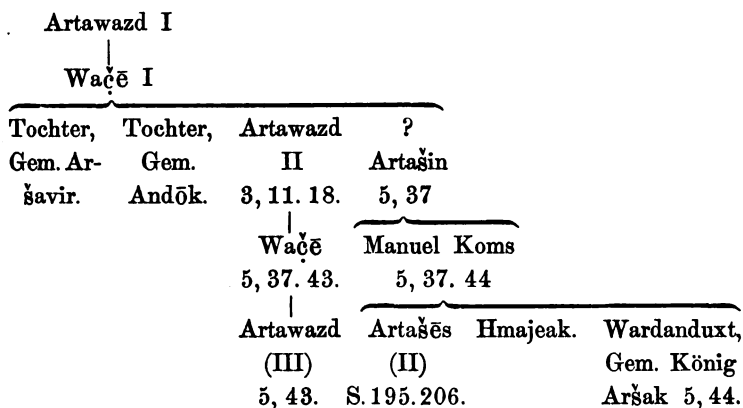 Artawazd I
Wač̣ē I
Tochter, Tochter, Artawazd ?
Gem. Ar- Gem. II Artašin
šavir. Andōk. 3, 11. 18. 5, 37
Wač̣ē Manuel Koms
5, 37. 43. 5, 37. 44
Artawazd Artašēs Hmajeak. Wardanduxt,
(III) (II) Gem. König
5, 43. S. 195. 206. Aršak 5, 44.